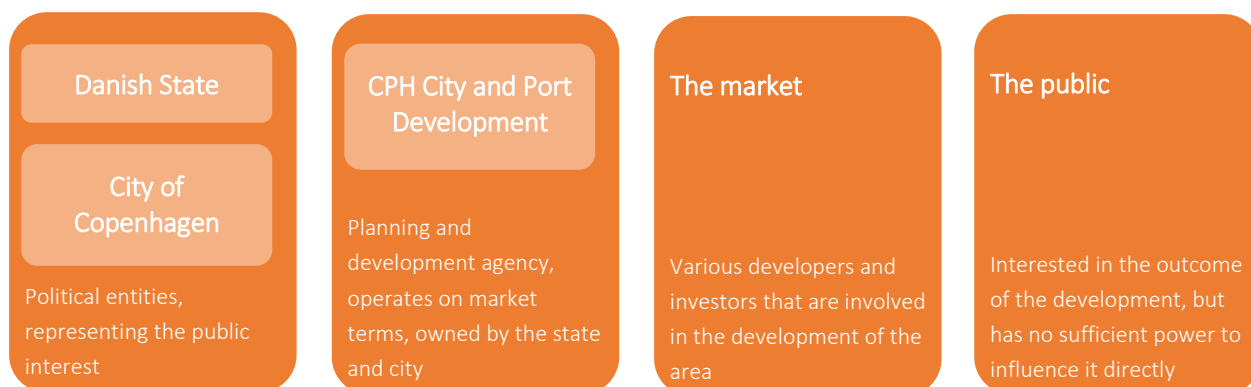 Danish State
City of
Copenhagen
Political entities,
representing the public
interest
CPH City and Port
Development
Planning and
development agency,
operates on market
terms, owned by the state
and city
The market
Various developers and
investors that are involved
in the development of the
area
The public
Interested in the outcome
of the development, but
has no sufficient power to
influence it directly